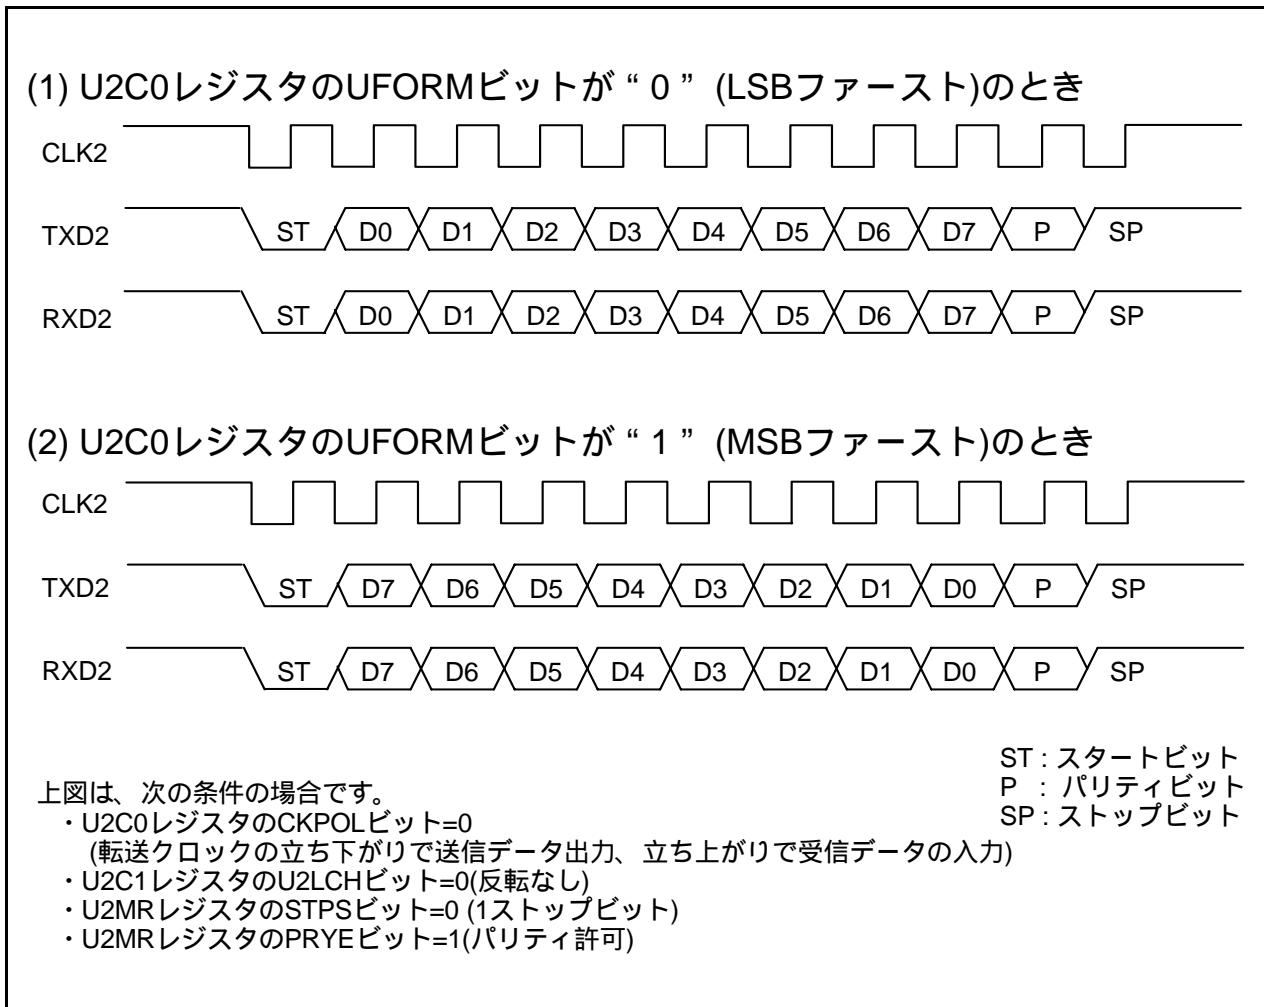 (1) U2C0レジスタのUFORMビットが“0”(LSBファースト)のとき
CLK2
TXD2 ST D0 D1 D2 D3 D4 D5 D6 D7 P SP
RXD2 ST D0 D1 D2 D3 D4 D5 D6 D7 P SP
(2) U2C0レジスタのUFORMビットが“1”(MSBファースト)のとき
CLK2
TXD2 ST D7 D6 D5 D4 D3 D2 D1 D0 P SP
RXD2 ST D7 D6 D5 D4 D3 D2 D1 D0 P SP
ST : スタートビット
P : パリティビット
SP : ストップビット
上図は、次の条件の場合です。
・U2C0レジスタのCKPOLビット=0
(転送クロックの立ち下がりで送信データ出力、立ち上がりで受信データの入力)
・U2C1レジスタのU2LCHビット=0(反転なし)
・U2MRレジスタのSTPSビット=0 (1ストップビット)
・U2MRレジスタのPRYEビット=1(パリティ許可)